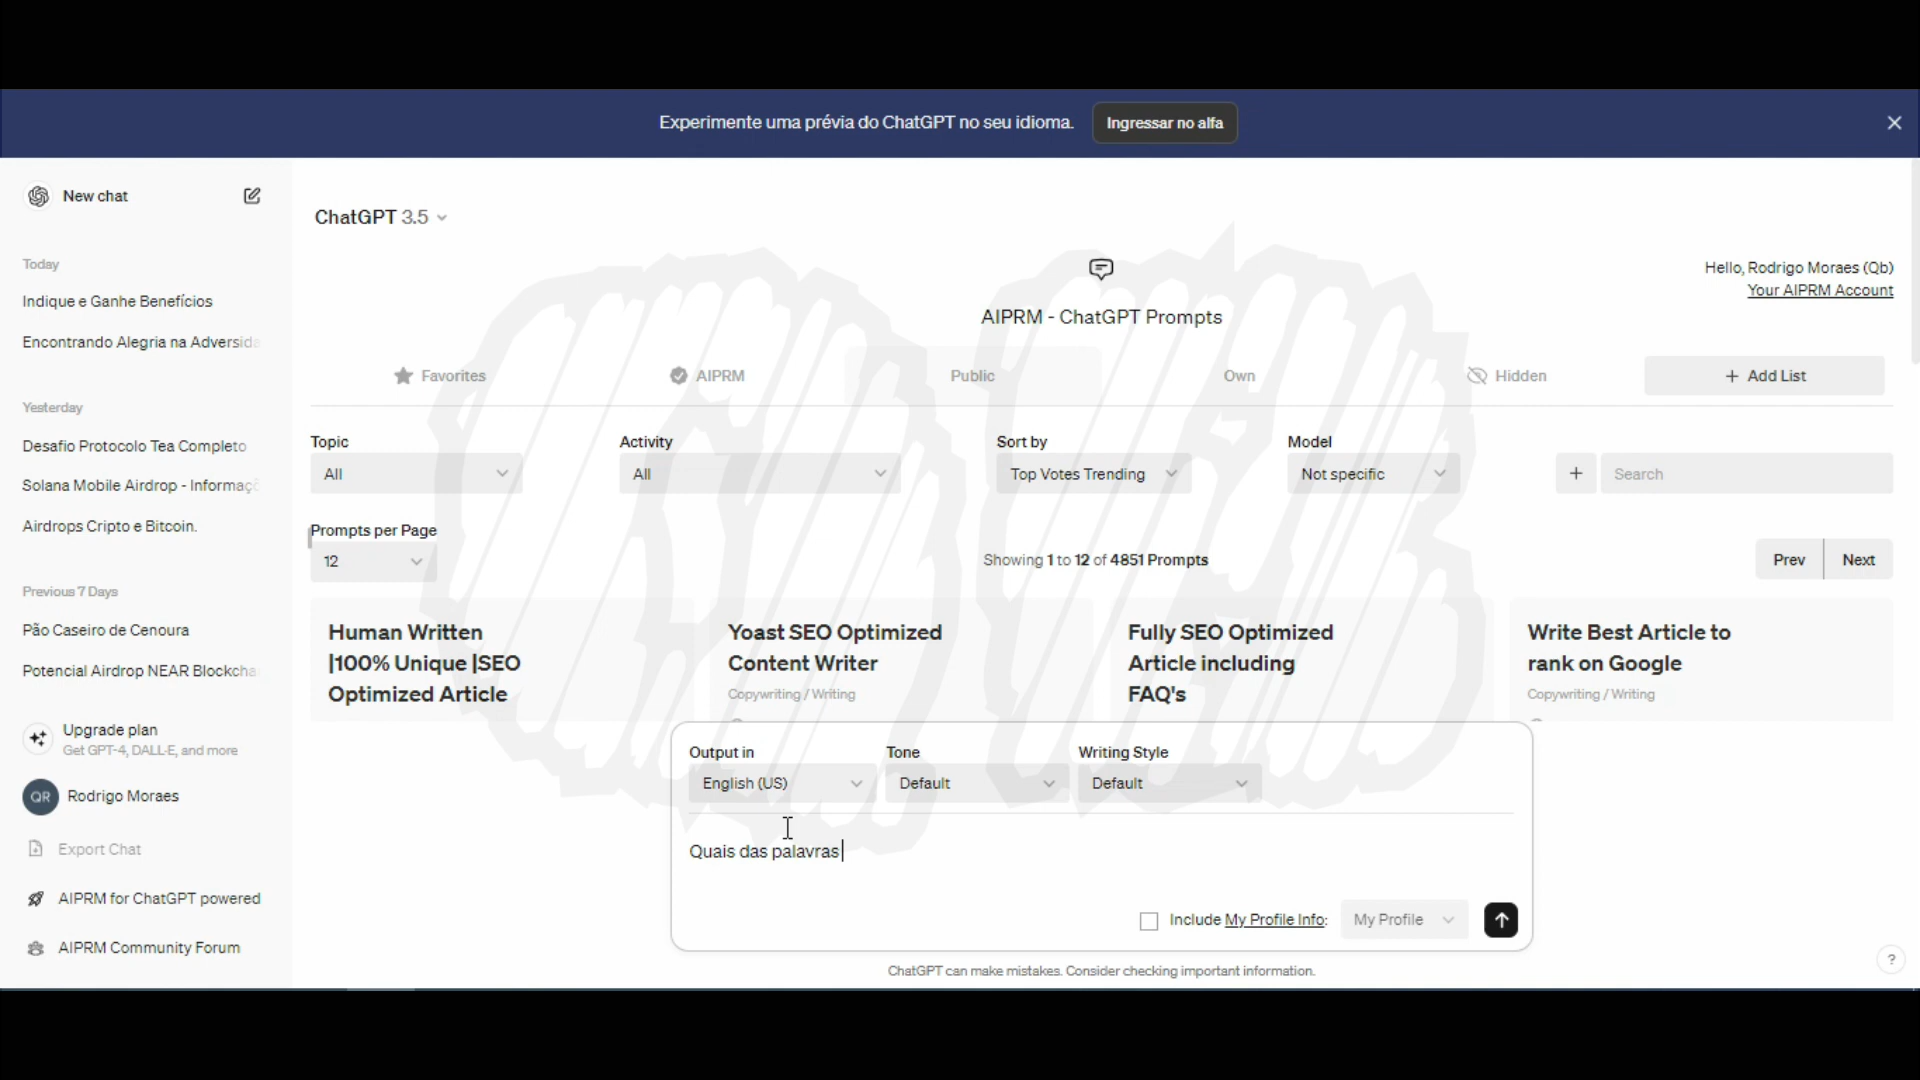 Experimente uma prévia do ChatGPT no seu idioma. Ingressar no alfa
New chat
ChatGPT 3.5
Today
Indique e Ganhe Benefícios
Encontrando Alegria na Adversida
Yesterday
Desafio Protocolo Tea Completo
Solana Mobile Airdrop - Informaç
Airdrops Cripto e Bitcoin.
Previous 7 Days
Pão Caseiro de Cenoura
Potencial Airdrop NEAR Blockcha
Upgrade plan
Get GPT-4, DALL·E, and more
QR Rodrigo Moraes
Export Chat
AIPRM for ChatGPT powered
AIPRM Community Forum
Hello, Rodrigo Moraes (Qb)
Your AIPRM Account
AIPRM - ChatGPT Prompts
Favorites AIPRM Public Own Hidden + Add List
Topic Activity Sort by Model
All All Top Votes Trending Not specific + Search
Prompts per Page
12 Showing 1 to 12 of 4851 Prompts Prev Next
Human Written
|100% Unique |SEO
Optimized Article
Yoast SEO Optimized
Content Writer
Copywriting / Writing
Fully SEO Optimized
Article including
FAQ's
Write Best Article to
rank on Google
Copywriting / Writing
Output in Tone Writing Style
English (US) Default Default
Quais das palavras
Include My Profile Info: My Profile
ChatGPT can make mistakes. Consider checking important information.
?